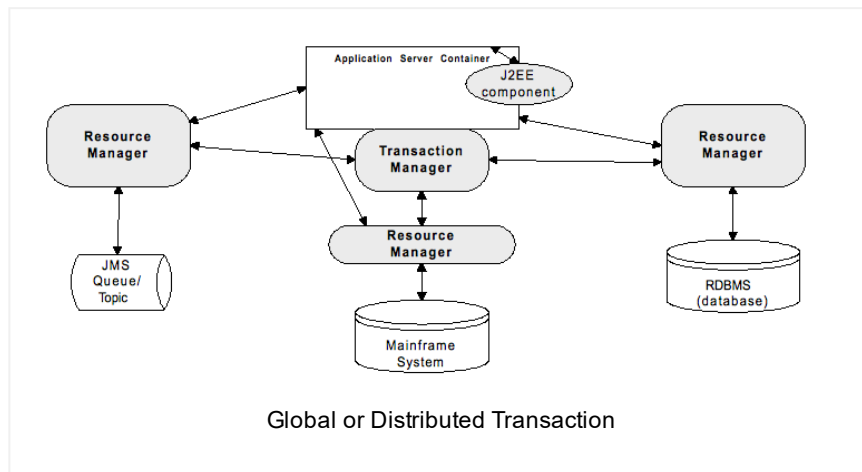 Application Server Container
J2EE
component
Resource
Manager
Transaction
Manager
Resource
Manager
Resource
Manager
JMS
Queue/
Topic
RDBMS
(database)
Mainframe
System
Global or Distributed Transaction